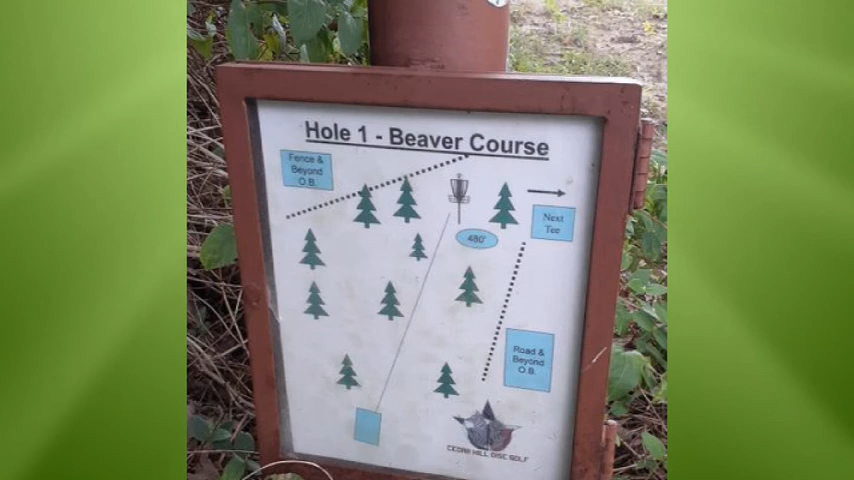 Hole 1 - Beaver Course
Fence &
Beyond
O.B.
Next
Tee
480'
Road &
Beyond
O.B.
CEDAR HILL DISC GOLF